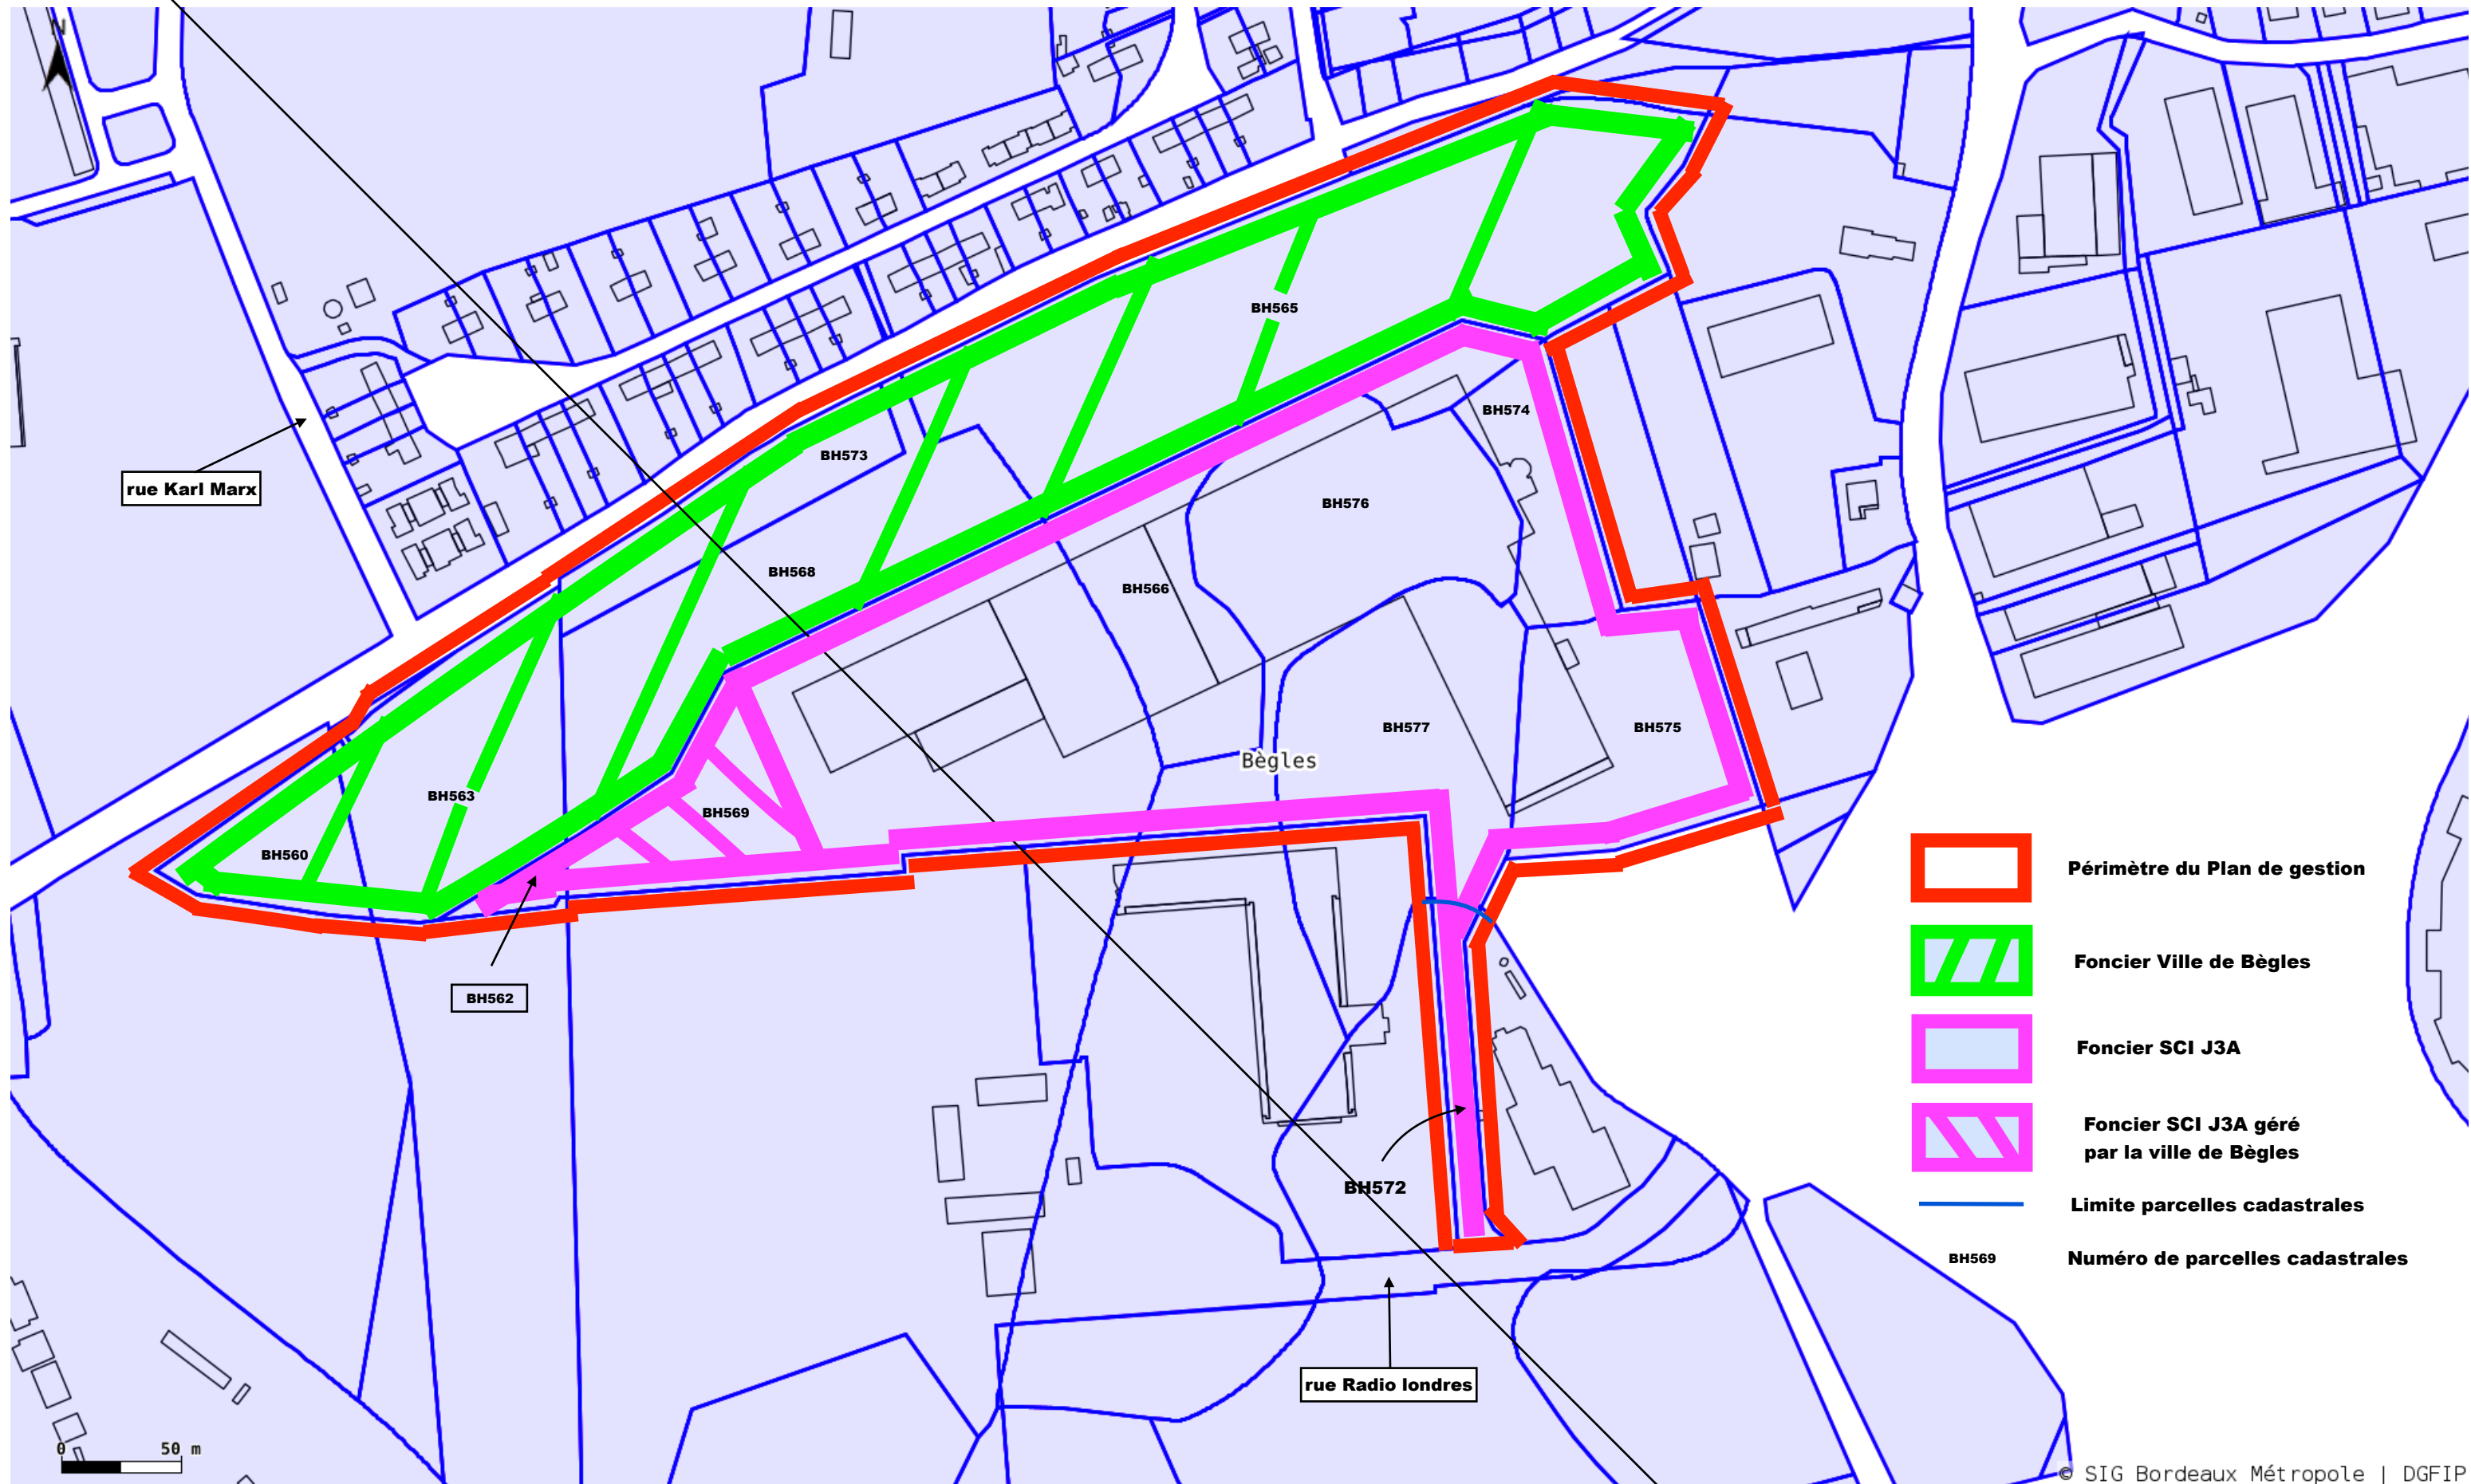 N
BH565
BH574
BH573
rue Karl Marx
BH576
BH568
BH566
BH577
BH575
Bègles
BH563
BH569
BH560
BH562
BH572
rue Radio londres
Périmètre du Plan de gestion
Foncier Ville de Bègles
Foncier SCI J3A
Foncier SCI J3A géré
par la ville de Bègles
Limite parcelles cadastrales
BH569 Numéro de parcelles cadastrales
0 50 m
© SIG Bordeaux Métropole | DGFIP